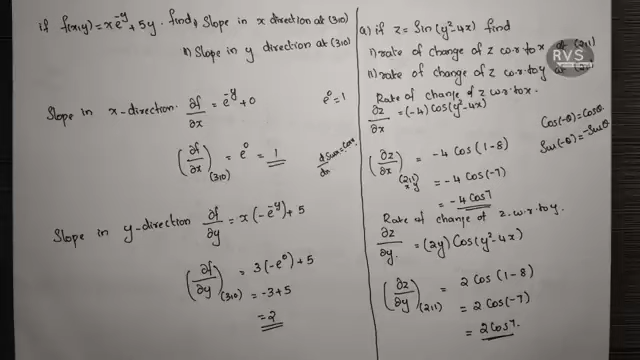 if f(x,y) = xe^-y + 5y. find i) Slope in x direction at (3,0)
ii) Slope in y direction at (3,0)
Slope in x-direction. ∂f/∂x = e^-y + 0
e^0 = 1
(∂f/∂x)(3,0) = e^0 = 1
d/dx Sinx = Cosx
Slope in y-direction ∂f/∂y = x(-e^-y) + 5
(∂f/∂y)(3,0) = 3(-e^0) + 5
= -3+5
= 2
Q) if z = Sin(y²-4x) find
i) rate of change of z w.r.to x at (2,1)
ii) rate of change of z w.r.to y at (2,1)
RVS
Rate of change of z w.r.to x.
∂z/∂x = (-4) Cos(y²-4x)
Cos(-θ) = Cosθ
Sin(-θ) = -Sinθ
(∂z/∂x)(2,1) = -4 Cos(1-8)
x y
= -4 Cos(-7)
= -4 Cos7
Rate of change of z.w.r.to y.
∂z/∂y = (2y) Cos(y²-4x)
(∂z/∂y)(2,1) = 2 Cos(1-8)
= 2 Cos(-7)
= 2 Cos7.